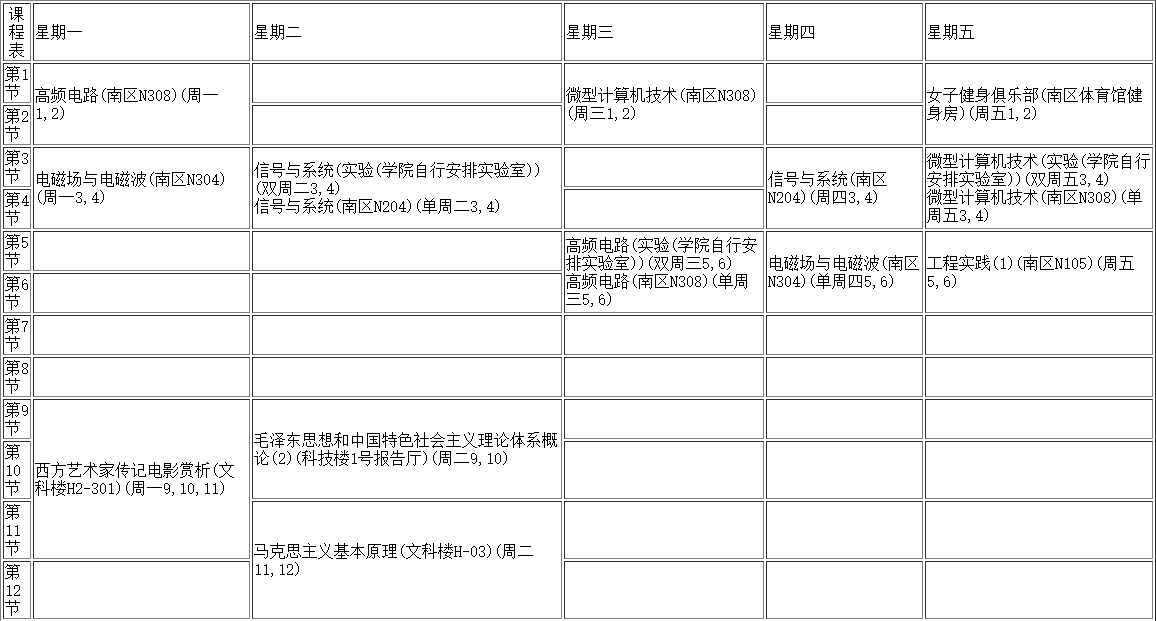 课
程
表
星期一
星期二
星期三
星期四
星期五
第1
节
高频电路(南区N308)(周一
1,2)
微型计算机技术(南区N308)
(周三1,2)
女子健身俱乐部(南区体育馆健
身房)(周五1,2)
第2
节
第3
节
电磁场与电磁波(南区N304)
(周一3,4)
信号与系统(实验(学院自行安排实验室))
(双周二3,4)
信号与系统(南区N204)(单周二3,4)
信号与系统(南区
N204)(周四3,4)
微型计算机技术(实验(学院自行
安排实验室))(双周五3,4)
微型计算机技术(南区N308)(单
周五3,4)
第4
节
第5
节
高频电路(实验(学院自行安
排实验室))(双周三5,6)
高频电路(南区N308)(单周
三5,6)
电磁场与电磁波(南区
N304)(单周四5,6)
工程实践(1)(南区N105)(周五
5,6)
第6
节
第7
节
第8
节
第9
节
西方艺术家传记电影赏析(文
科楼H2-301)(周一9,10,11)
毛泽东思想和中国特色社会主义理论体系概
论(2)(科技楼1号报告厅)(周二9,10)
第
10
节
第
11
节
马克思主义基本原理(文科楼H-03)(周二
11,12)
第
12
节